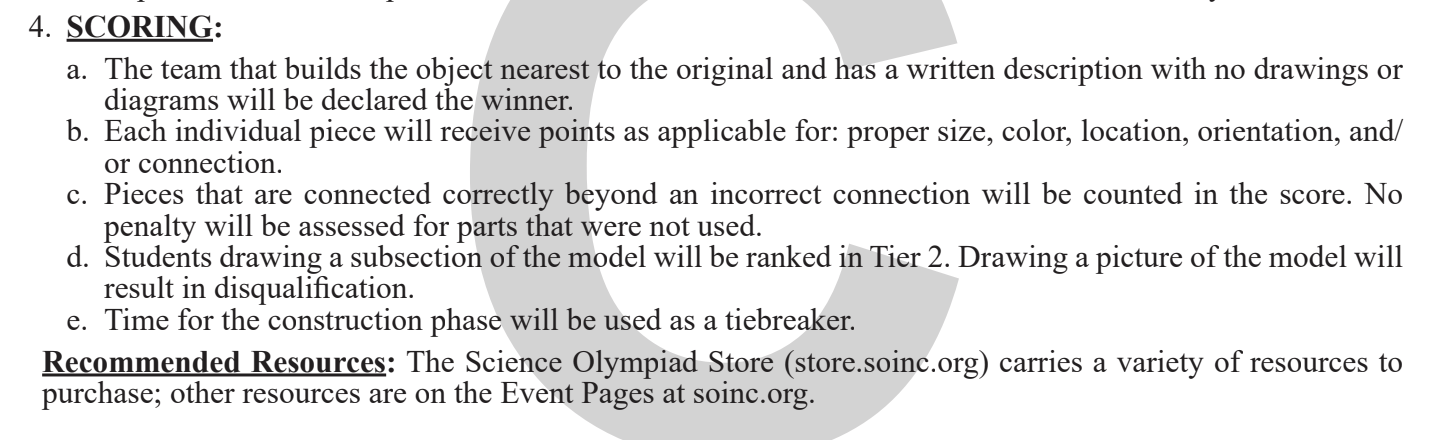 4. SCORING:
a. The team that builds the object nearest to the original and has a written description with no drawings or
diagrams will be declared the winner.
b. Each individual piece will receive points as applicable for: proper size, color, location, orientation, and/
or connection.
c. Pieces that are connected correctly beyond an incorrect connection will be counted in the score. No
penalty will be assessed for parts that were not used.
d. Students drawing a subsection of the model will be ranked in Tier 2. Drawing a picture of the model will
result in disqualification.
e. Time for the construction phase will be used as a tiebreaker.
Recommended Resources: The Science Olympiad Store (store.soinc.org) carries a variety of resources to
purchase; other resources are on the Event Pages at soinc.org.
C